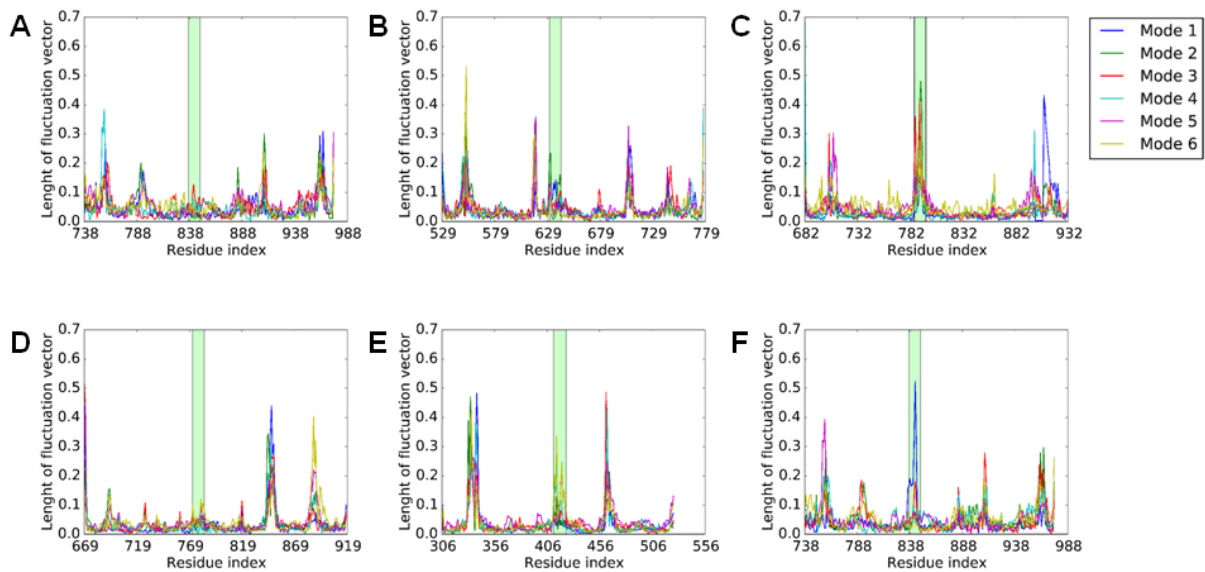 A
Lenght of fluctuation vector
0.7
0.6
0.5
0.4
0.3
0.2
0.1
0.0
738 788 838 888 938 988
Residue index
B
Lenght of fluctuation vector
0.7
0.6
0.5
0.4
0.3
0.2
0.1
0.0
529 579 629 679 729 779
Residue index
C
Lenght of fluctuation vector
0.7
0.6
0.5
0.4
0.3
0.2
0.1
0.0
682 732 782 832 882 932
Residue index
Mode 1
Mode 2
Mode 3
Mode 4
Mode 5
Mode 6
D
Lenght of fluctuation vector
0.7
0.6
0.5
0.4
0.3
0.2
0.1
0.0
669 719 769 819 869 919
Residue index
E
Lenght of fluctuation vector
0.7
0.6
0.5
0.4
0.3
0.2
0.1
0.0
306 356 406 456 506 556
Residue index
F
Lenght of fluctuation vector
0.7
0.6
0.5
0.4
0.3
0.2
0.1
0.0
738 788 838 888 938 988
Residue index